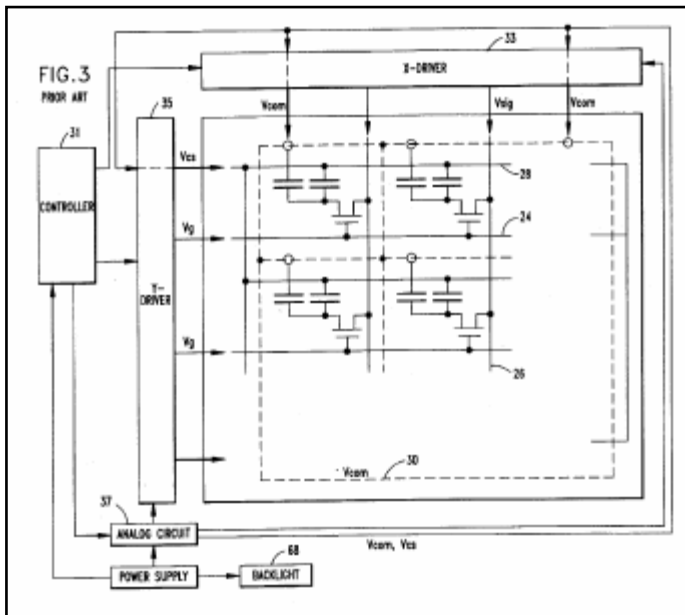 33
X-DRIVER
FIG.3
PRIOR ART
35
Vcom
Vsig
Vcom
31
Vcs
28
CONTROLLER
24
Vg
Y-DRIVER
Vg
26
Vcom
30
37
ANALOG CIRCUIT
Vcom, Vcs
68
POWER SUPPLY
BACKLIGHT